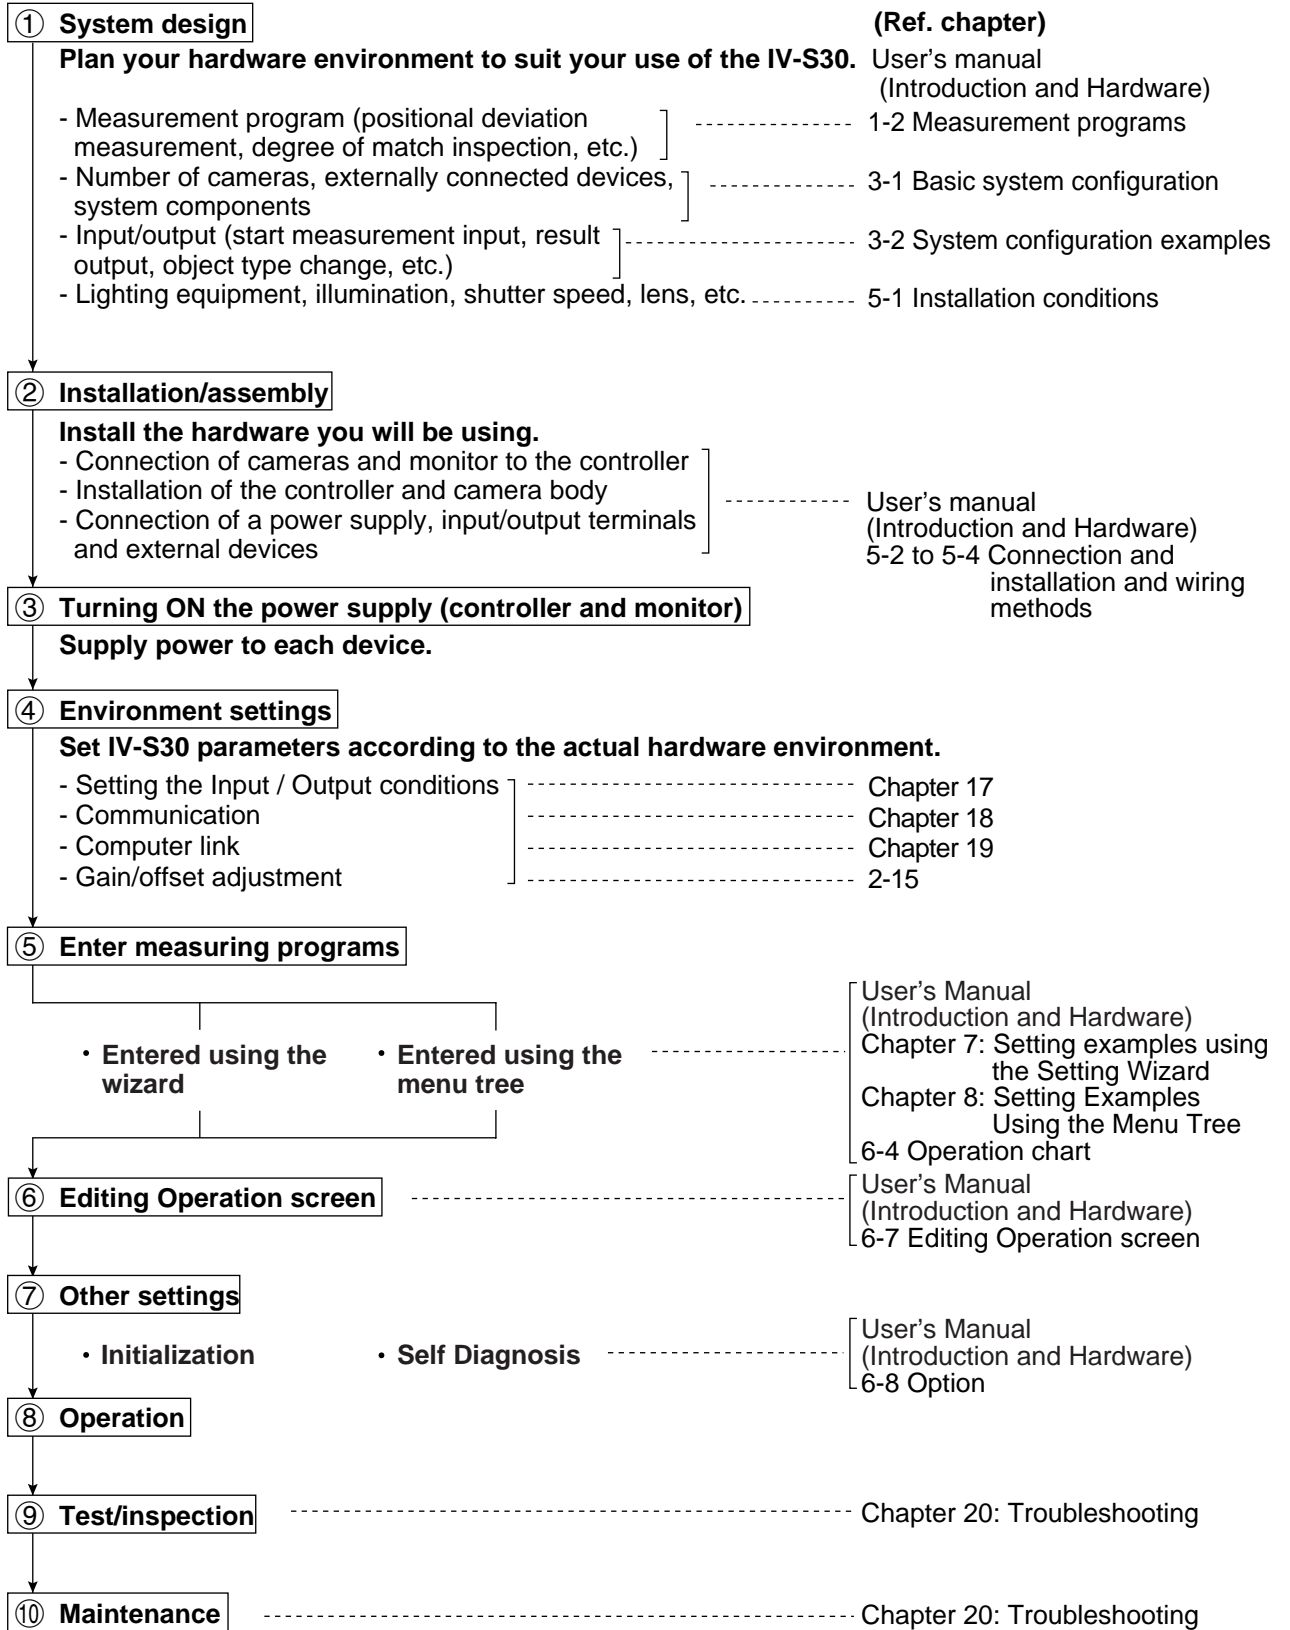 ① System design
(Ref. chapter)
Plan your hardware environment to suit your use of the IV-S30.
User's manual
(Introduction and Hardware)
- Measurement program (positional deviation
measurement, degree of match inspection, etc.)
1-2 Measurement programs
- Number of cameras, externally connected devices,
system components
3-1 Basic system configuration
- Input/output (start measurement input, result
output, object type change, etc.)
3-2 System configuration examples
- Lighting equipment, illumination, shutter speed, lens, etc.
5-1 Installation conditions
② Installation/assembly
Install the hardware you will be using.
- Connection of cameras and monitor to the controller
- Installation of the controller and camera body
- Connection of a power supply, input/output terminals
and external devices
User's manual
(Introduction and Hardware)
5-2 to 5-4 Connection and
installation and wiring
methods
③ Turning ON the power supply (controller and monitor)
Supply power to each device.
④ Environment settings
Set IV-S30 parameters according to the actual hardware environment.
- Setting the Input / Output conditions
Chapter 17
- Communication
Chapter 18
- Computer link
Chapter 19
- Gain/offset adjustment
2-15
⑤ Enter measuring programs
・ Entered using the
wizard
・ Entered using the
menu tree
User's Manual
(Introduction and Hardware)
Chapter 7: Setting examples using
the Setting Wizard
Chapter 8: Setting Examples
Using the Menu Tree
6-4 Operation chart
⑥ Editing Operation screen
User's Manual
(Introduction and Hardware)
6-7 Editing Operation screen
⑦ Other settings
・ Initialization
・ Self Diagnosis
User's Manual
(Introduction and Hardware)
6-8 Option
⑧ Operation
⑨ Test/inspection
Chapter 20: Troubleshooting
⑩ Maintenance
Chapter 20: Troubleshooting